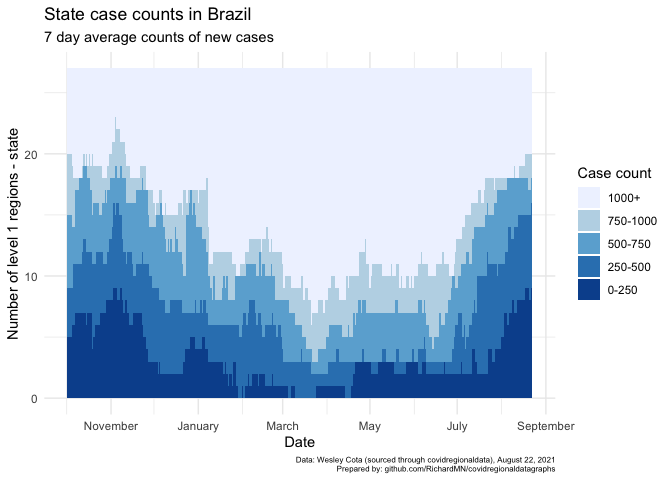 State case counts in Brazil
7 day average counts of new cases
Number of level 1 regions - state
20
10
0
November
January
March
May
July
September
Date
Case count
1000+
750-1000
500-750
250-500
0-250
Data: Wesley Cota (sourced through covidregionaldata), August 22, 2021
Prepared by: github.com/RichardMN/covidregionaldatagraphs